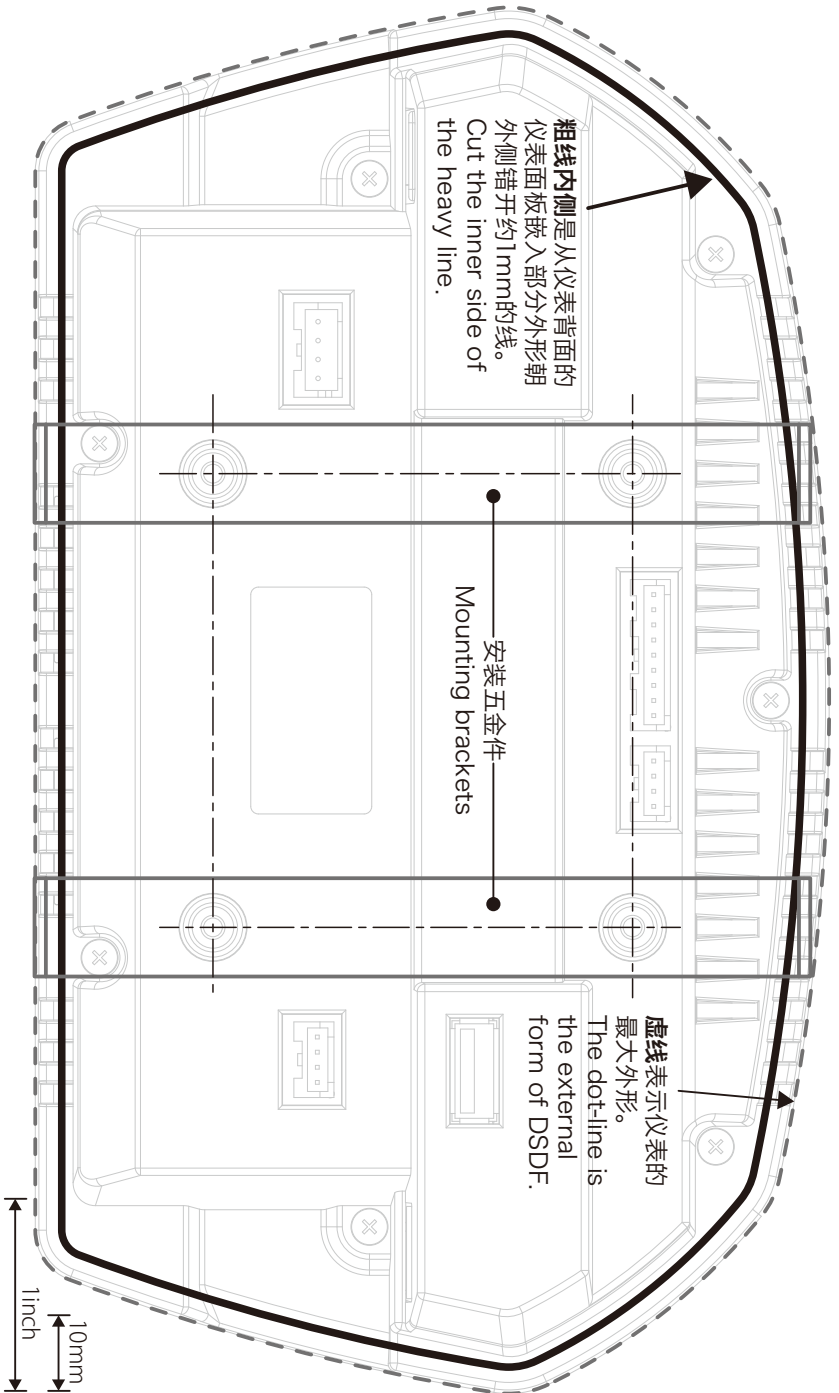 粗线内侧是从仪表背面的
仪表面板嵌入部分外形朝
外侧错开约1mm的线。
Cut the inner side of
the heavy line.
安装五金件
Mounting brackets
虚线表示仪表的
最大外形。
The dot-line is
the external
form of DSDF.
10mm
1inch